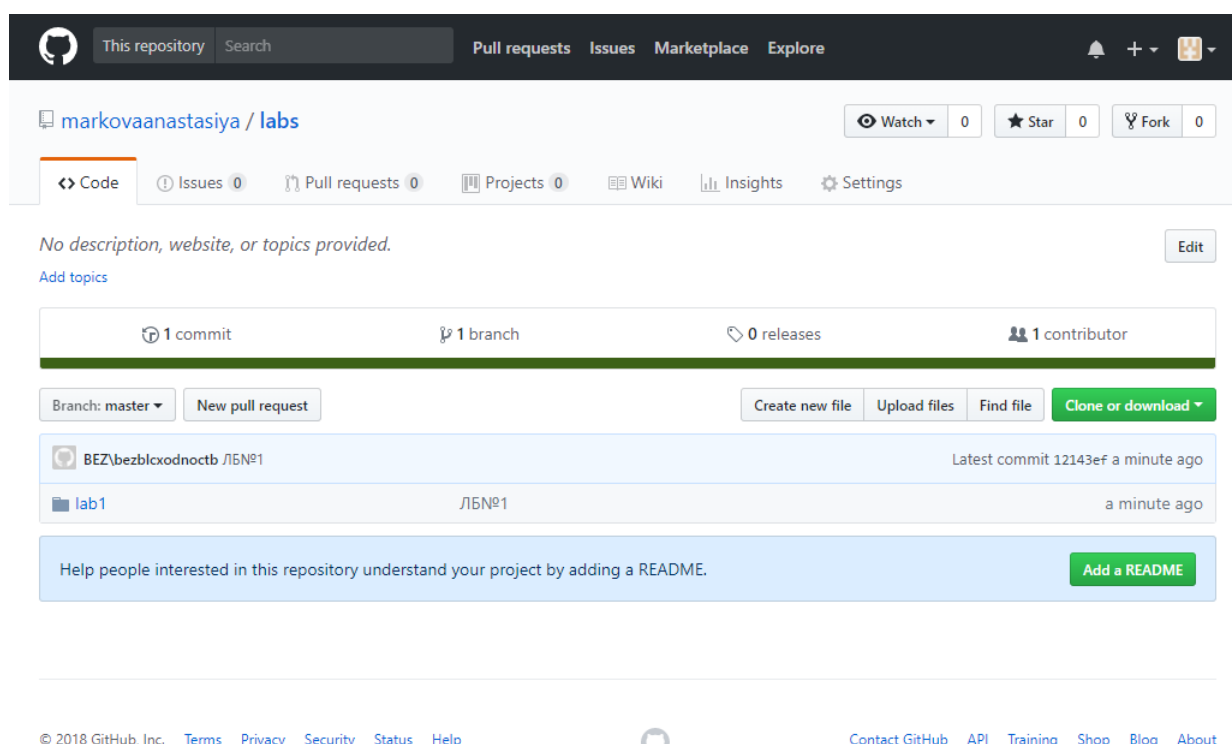 This repository Search Pull requests Issues Marketplace Explore
markovaanastasiya / labs Watch 0 Star 0 Fork 0
Code Issues 0 Pull requests 0 Projects 0 Wiki Insights Settings
No description, website, or topics provided. Edit
Add topics
1 commit 1 branch 0 releases 1 contributor
Branch: master New pull request Create new file Upload files Find file Clone or download
BEZ\bezblcxodnoctb ЛБ№1 Latest commit 12143ef a minute ago
lab1 ЛБ№1 a minute ago
Help people interested in this repository understand your project by adding a README. Add a README
© 2018 GitHub, Inc. Terms Privacy Security Status Help Contact GitHub API Training Shop Blog About